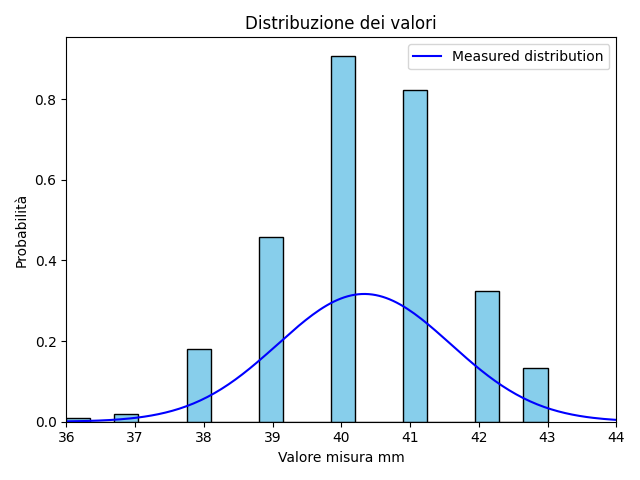 Distribuzione dei valori
Measured distribution
Probabilità
0.8
0.6
0.4
0.2
0.0
36 37 38 39 40 41 42 43 44
Valore misura mm